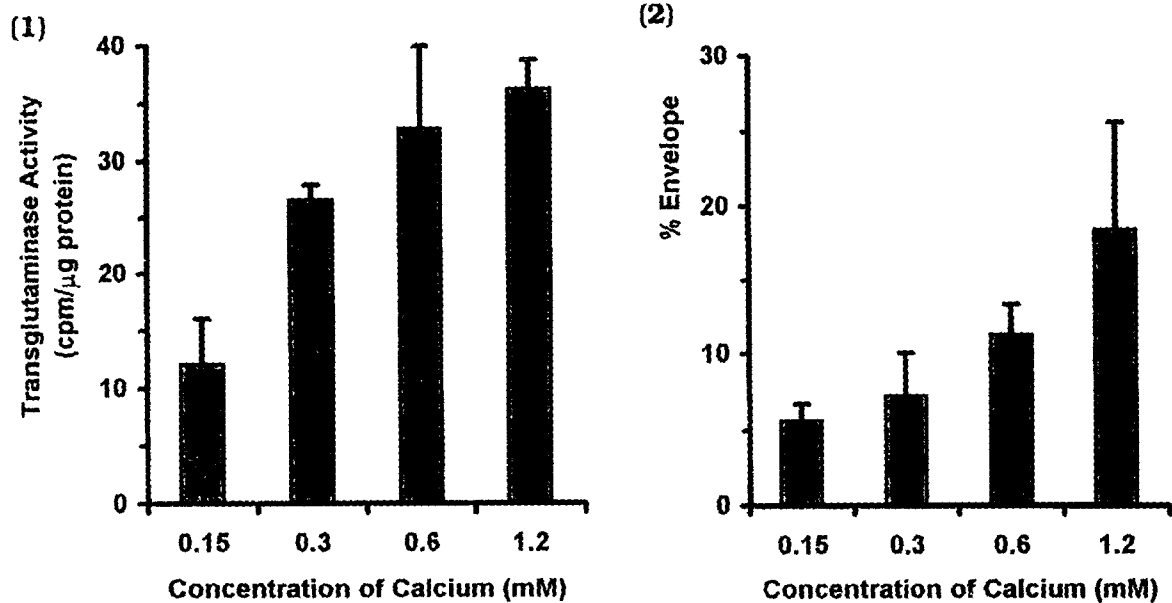 (1)
Transglutaminase Activity
(cpm/µg protein)
40
30
20
10
0
0.15 0.3 0.6 1.2
Concentration of Calcium (mM)
(2)
% Envelope
30
20
10
0
0.15 0.3 0.6 1.2
Concentration of Calcium (mM)